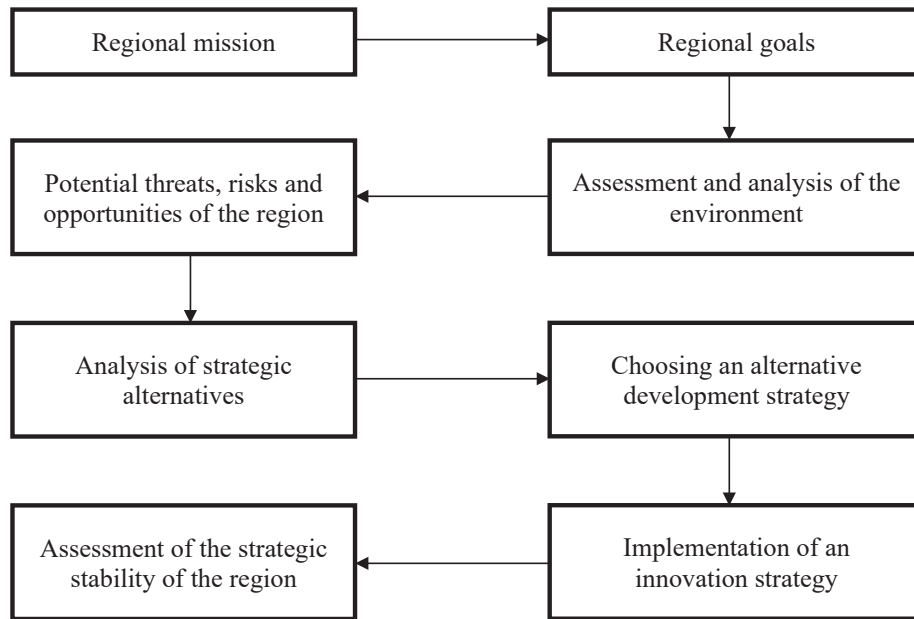 Regional mission
Regional goals
Assessment and analysis of the
environment
Potential threats, risks and
opportunities of the region
Analysis of strategic
alternatives
Choosing an alternative
development strategy
Implementation of an
innovation strategy
Assessment of the strategic
stability of the region